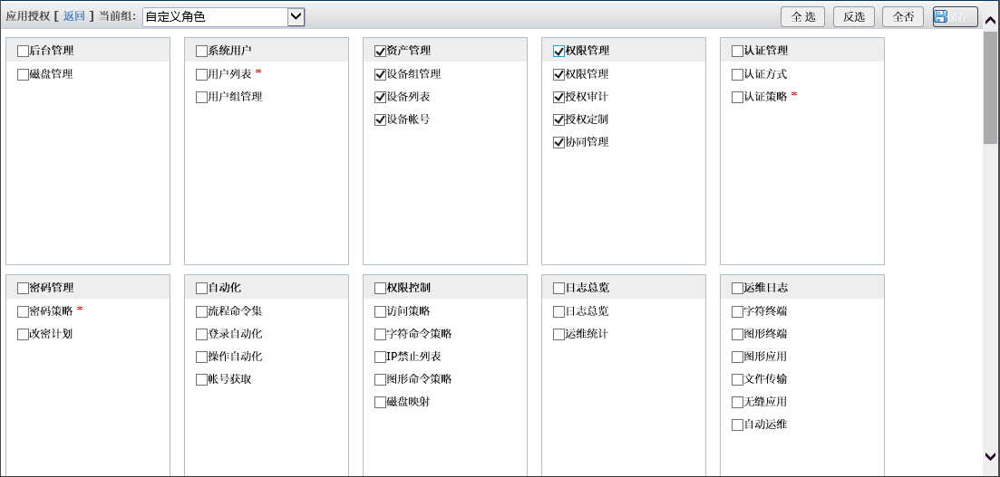 应用授权 [ 返回 ] 当前组: 自定义角色 全 选 反选 全否 保存
后台管理 系统用户 资产管理 权限管理 认证管理
磁盘管理 用户列表 * 设备组管理 权限管理 认证方式
用户组管理 设备列表 授权审计 认证策略 *
设备帐号 授权定制
协同管理
密码管理 自动化 权限控制 日志总览 运维日志
密码策略 * 流程命令集 访问策略 日志总览 字符终端
改密计划 登录自动化 字符命令策略 运维统计 图形终端
操作自动化 IP禁止列表 图形应用
帐号获取 图形命令策略 文件传输
磁盘映射 无缝应用
自动运维